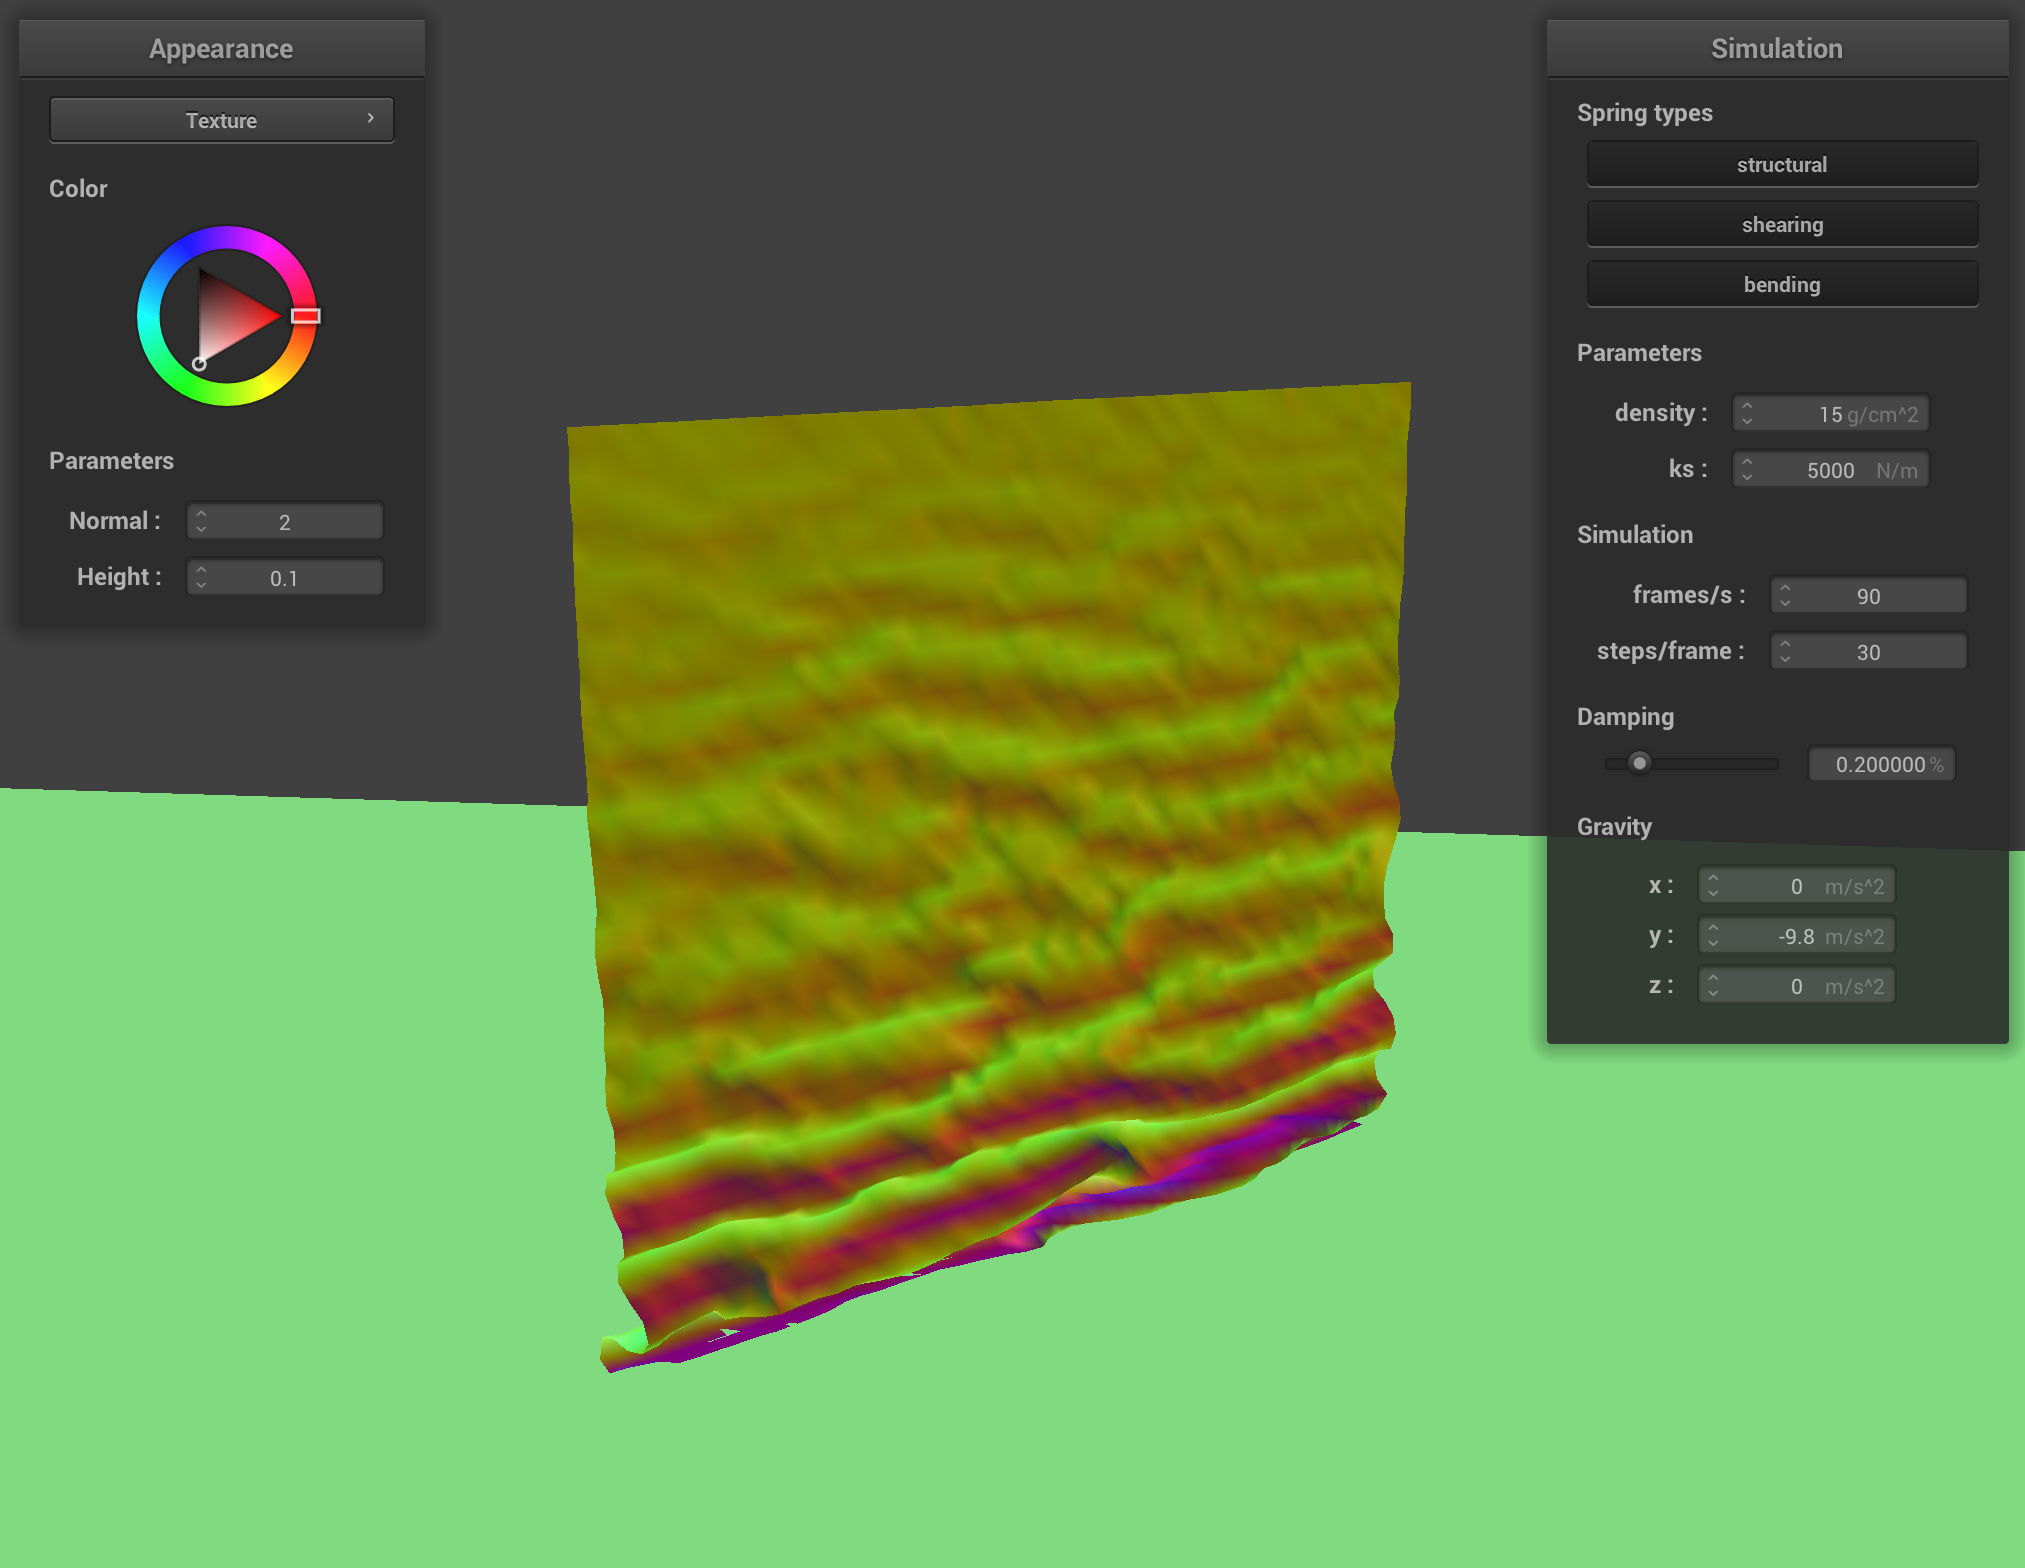 Appearance
Texture ›
Color
Parameters
Normal : 2
Height : 0.1
Simulation
Spring types
structural
shearing
bending
Parameters
density : 15 g/cm^2
ks : 5000 N/m
Simulation
frames/s : 90
steps/frame : 30
Damping
0.200000 %
Gravity
x : 0 m/s^2
y : -9.8 m/s^2
z : 0 m/s^2